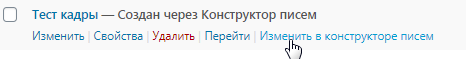 Тест кадры — Создан через Конструктор писем
Изменить | Свойства | Удалить | Перейти | Изменить в конструкторе писем